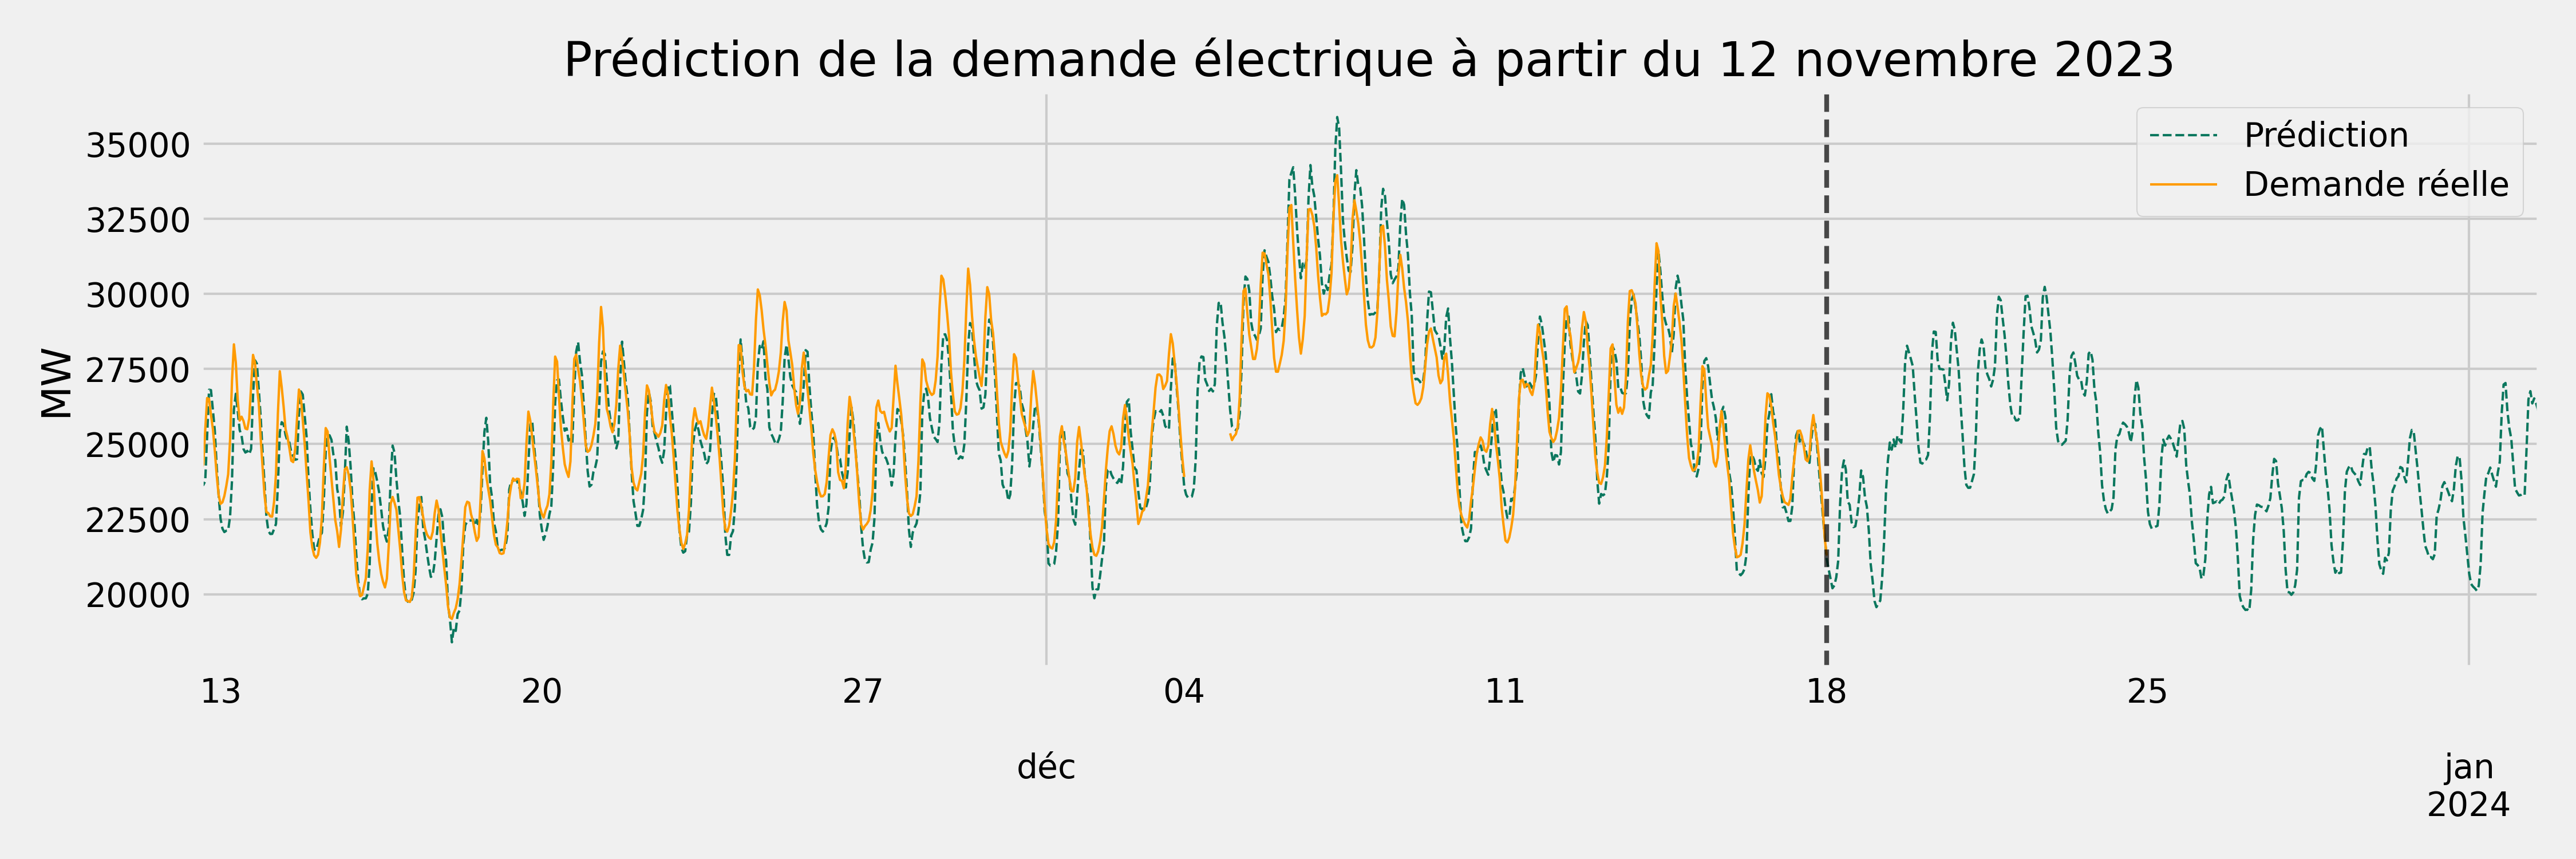 Prédiction de la demande électrique à partir du 12 novembre 2023
Prédiction
Demande réelle
MW
35000
32500
30000
27500
25000
22500
20000
13 20 27 04 11 18 25
déc jan
2024